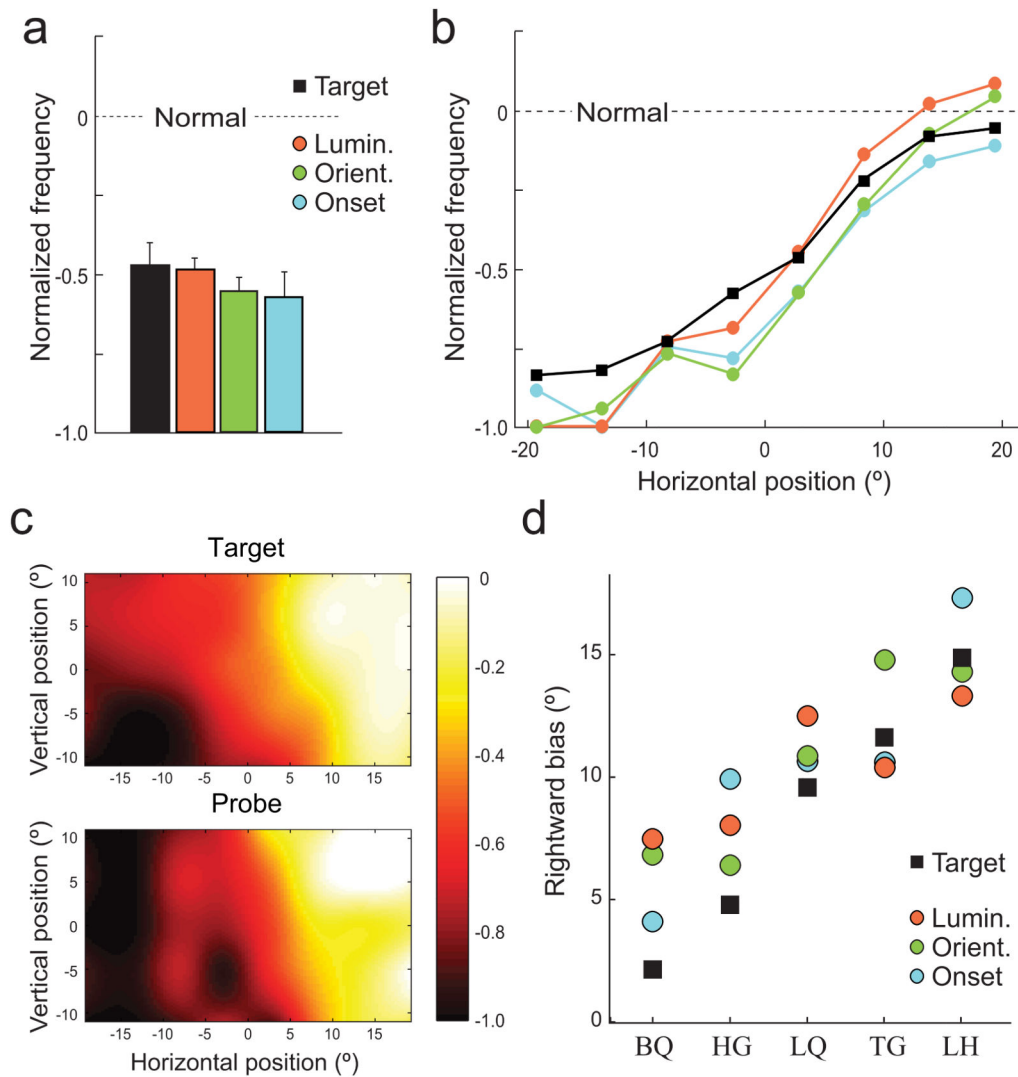 a
Normalized frequency
0
-0.5
-1.0
Normal
Target
Lumin.
Orient.
Onset
b
Normalized frequency
0
-0.5
-1.0
Normal
-20
-10
0
10
20
Horizontal position (º)
c
Target
Vertical position (º)
10
5
0
-5
-10
-15
-10
-5
0
5
10
15
Probe
Vertical position (º)
10
5
0
-5
-10
-15
-10
-5
0
5
10
15
Horizontal position (º)
0
-0.2
-0.4
-0.6
-0.8
-1.0
d
Rightward bias (º)
15
10
5
0
Target
Lumin.
Orient.
Onset
BQ
HG
LQ
TG
LH